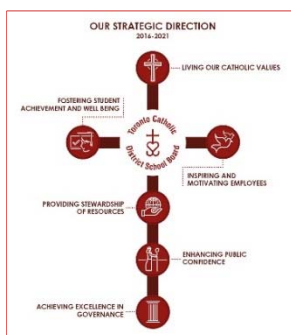 OUR STRATEGIC DIRECTION
2016-2021
LIVING OUR CATHOLIC VALUES
FOSTERING STUDENT
ACHIEVEMENT AND WELL BEING
Toronto Catholic
District School Board
INSPIRING AND
MOTIVATING EMPLOYEES
PROVIDING STEWARDSHIP
OF RESOURCES
ENHANCING PUBLIC
CONFIDENCE
ACHIEVING EXCELLENCE IN
GOVERNANCE